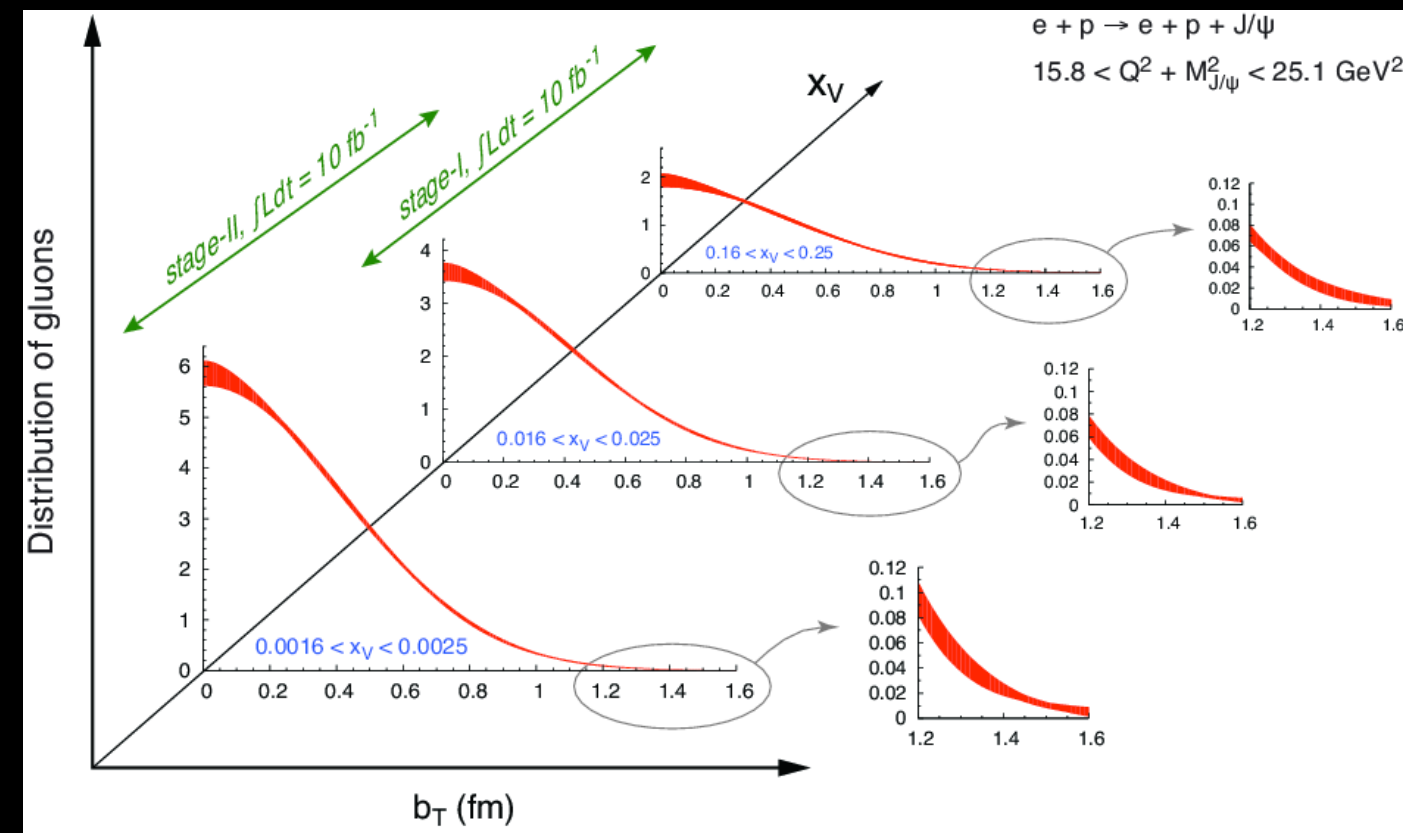 e + p → e + p + J/ψ
15.8 < Q² + M²J/ψ < 25.1 GeV²
Distribution of gluons
stage-II, ∫Ldt = 10 fb⁻¹
stage-I, ∫Ldt = 10 fb⁻¹
xV
2
1
0
0 0.2 0.4 0.6 0.8 1 1.2 1.4 1.6
0.16 < xV < 0.25
0.12
0.1
0.08
0.06
0.04
0.02
0
1.2 1.4 1.6
4
3
2
1
0
0 0.2 0.4 0.6 0.8 1 1.2 1.4 1.6
0.016 < xV < 0.025
0.12
0.1
0.08
0.06
0.04
0.02
0
1.2 1.4 1.6
6
5
4
3
2
1
0
0 0.2 0.4 0.6 0.8 1 1.2 1.4 1.6
0.0016 < xV < 0.0025
0.12
0.1
0.08
0.06
0.04
0.02
0
1.2 1.4 1.6
bT (fm)